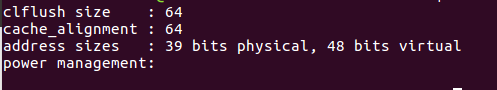 clflush size    : 64
cache_alignment : 64
address sizes   : 39 bits physical, 48 bits virtual
power management: